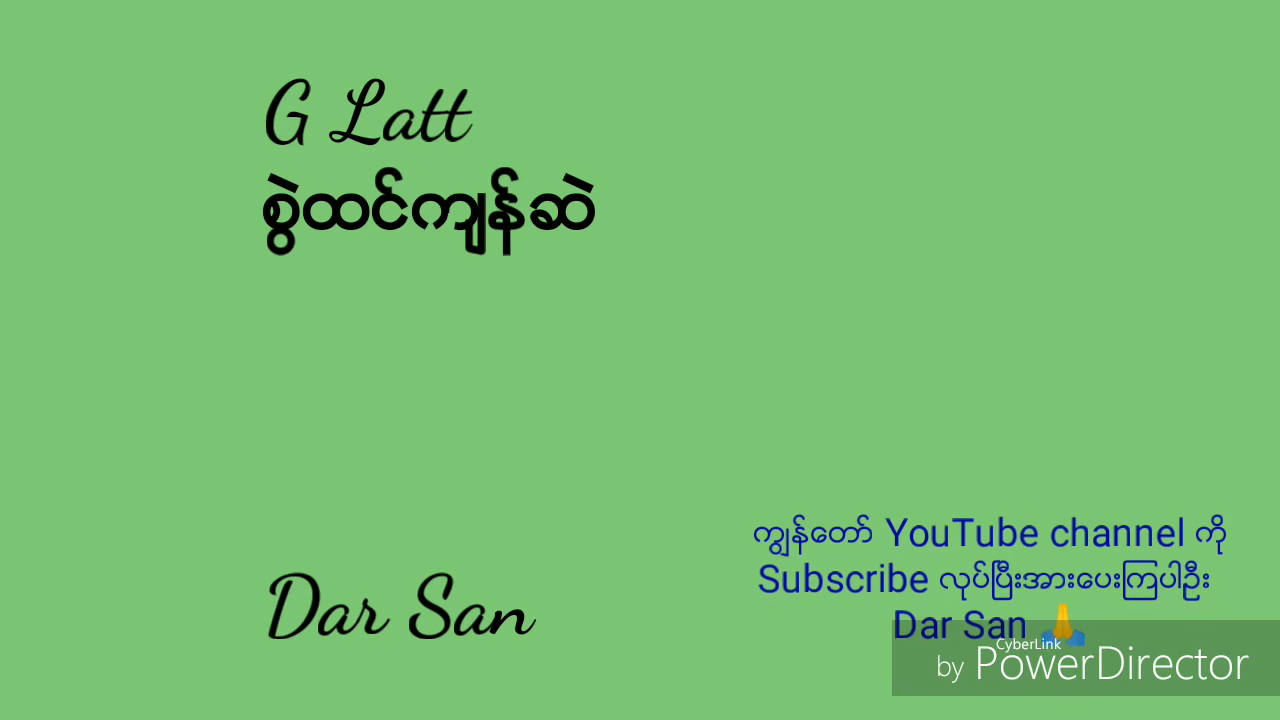 G Latt
စွဲထင်ကျန်ဆဲ
Dar San
ကျွန်တော် YouTube channel ကို
Subscribe လုပ်ပြီးအားပေးကြပါဦး
Dar San 🙏
CyberLink
by PowerDirector